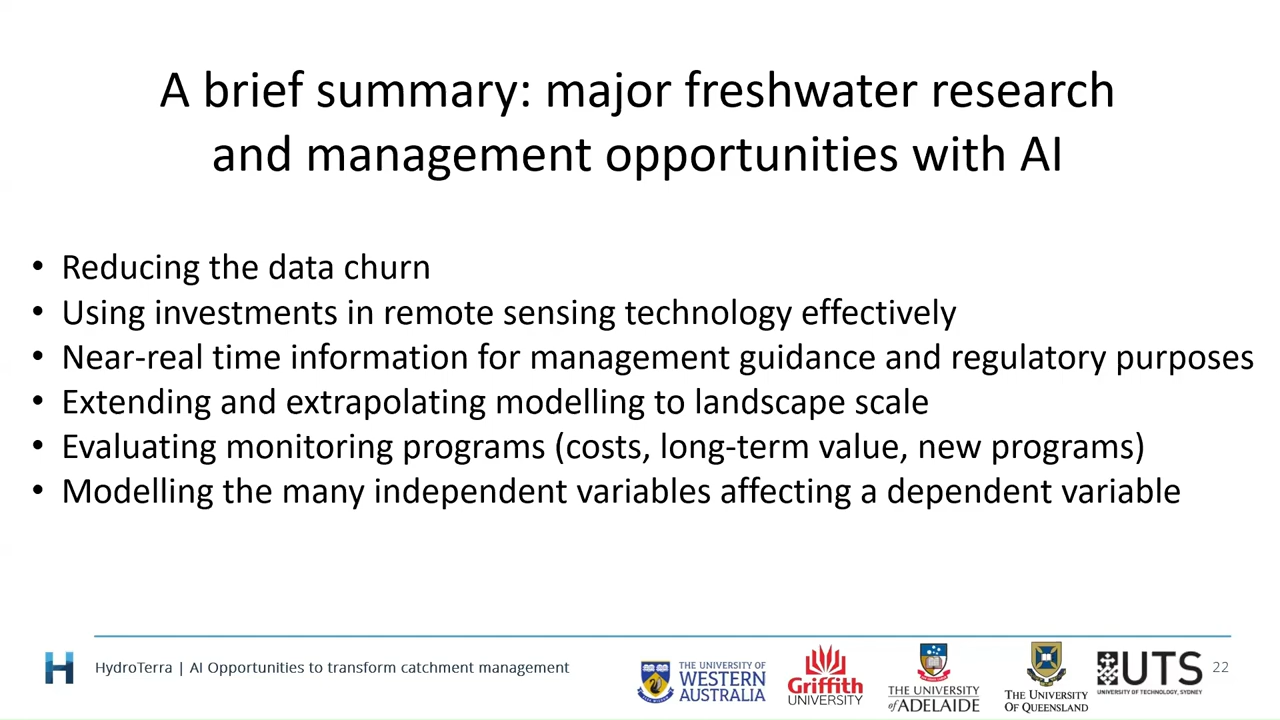 A brief summary: major freshwater research
and management opportunities with AI
• Reducing the data churn
• Using investments in remote sensing technology effectively
• Near-real time information for management guidance and regulatory purposes
• Extending and extrapolating modelling to landscape scale
• Evaluating monitoring programs (costs, long-term value, new programs)
• Modelling the many independent variables affecting a dependent variable
HydroTerra | AI Opportunities to transform catchment management
THE UNIVERSITY OF
WESTERN
AUSTRALIA
Griffith
UNIVERSITY
THE UNIVERSITY
of ADELAIDE
THE UNIVERSITY
OF QUEENSLAND
UTS
UNIVERSITY OF TECHNOLOGY, SYDNEY
22